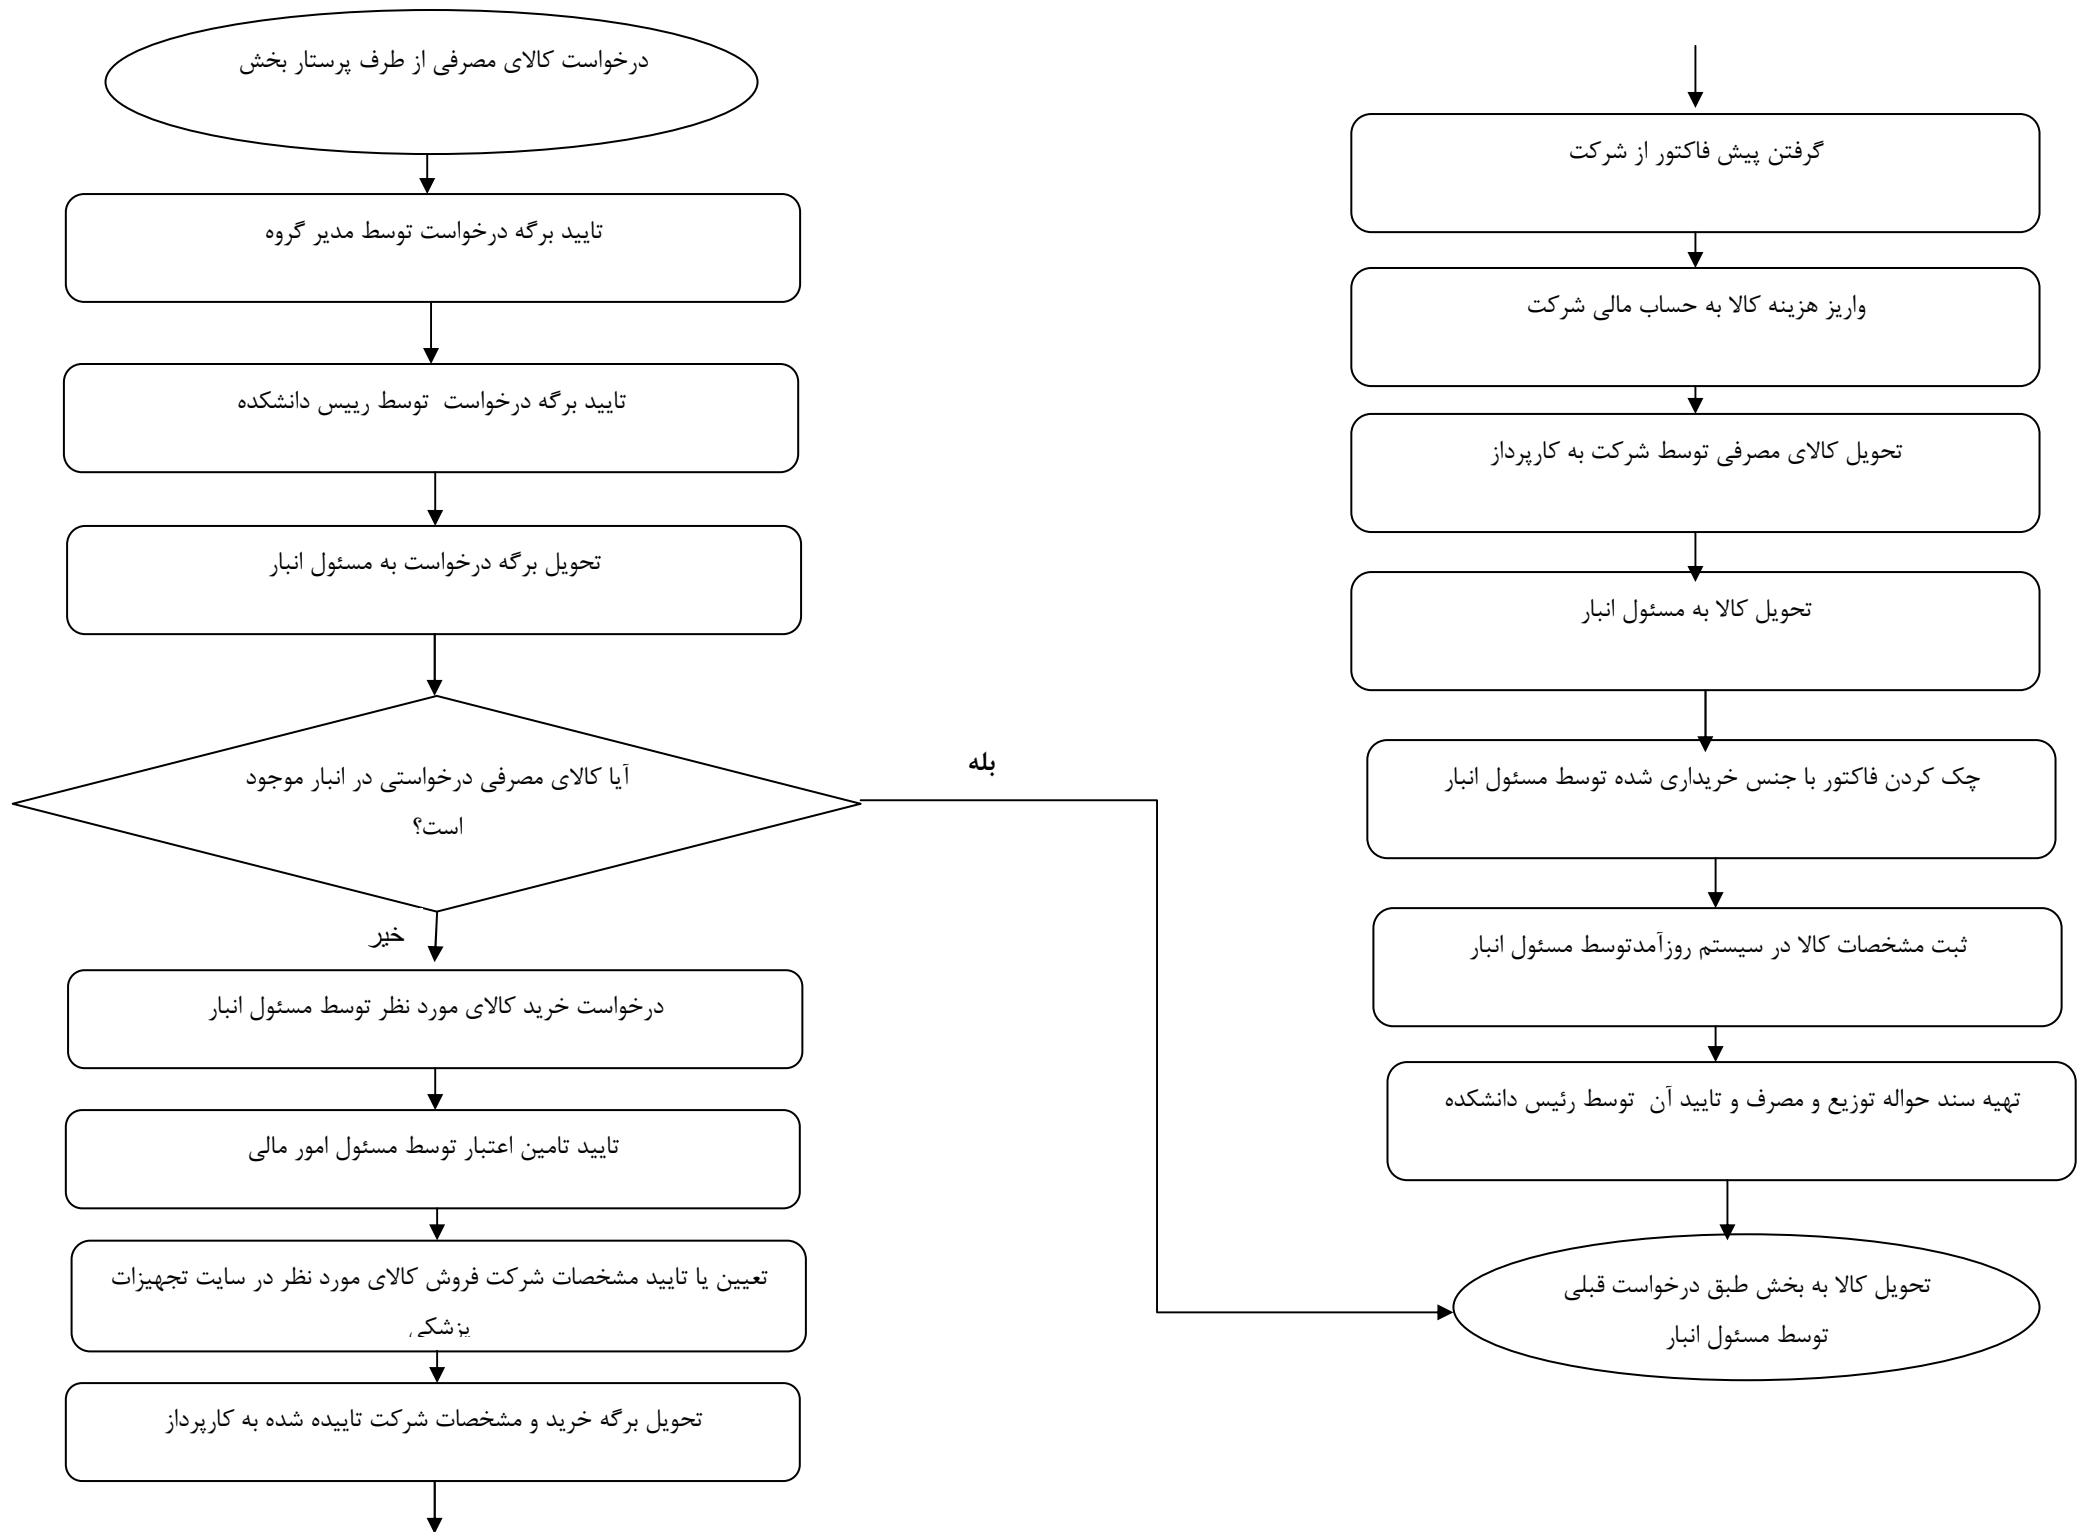 درخواست کالای مصرفی از طرف پرستار بخش
تایید برگه درخواست توسط مدیر گروه
تایید برگه درخواست  توسط رییس دانشکده
تحویل برگه درخواست به مسئول انبار
آیا کالای مصرفی درخواستی در انبار موجود
است؟
بله
خیر
درخواست خرید کالای مورد نظر توسط مسئول انبار
تایید تامین اعتبار توسط مسئول امور مالی
تعیین یا تایید مشخصات شرکت فروش کالای مورد نظر در سایت تجهیزات
پزشکی
تحویل برگه خرید و مشخصات شرکت تاییده شده به کارپرداز
گرفتن پیش فاکتور از شرکت
واریز هزینه کالا به حساب مالی شرکت
تحویل کالای مصرفی توسط شرکت به کارپرداز
تحویل کالا به مسئول انبار
چک کردن فاکتور با جنس خریداری شده توسط مسئول انبار
ثبت مشخصات کالا در سیستم روزآمدتوسط مسئول انبار
تهیه سند حواله توزیع و مصرف و تایید آن  توسط رئیس دانشکده
تحویل کالا به بخش طبق درخواست قبلی
توسط مسئول انبار